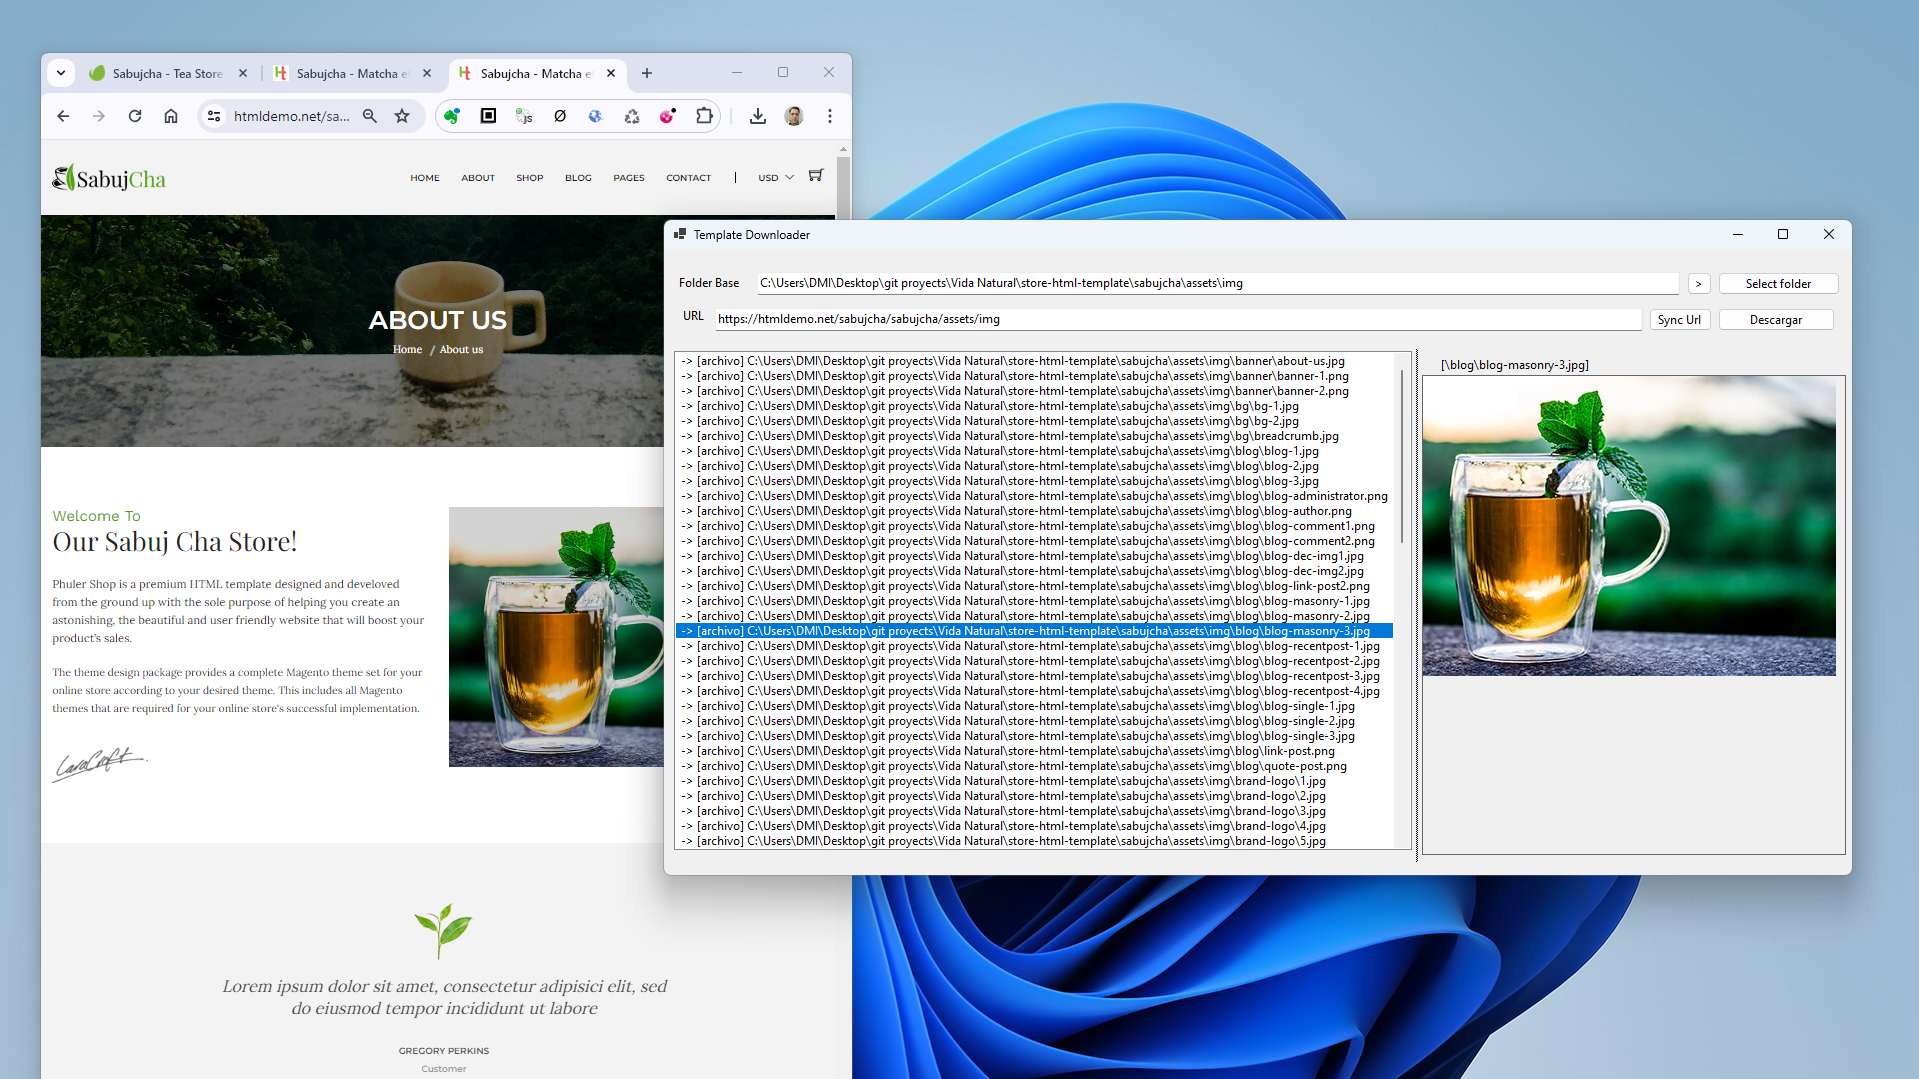 Sabujcha - Tea Store
Sabujcha - Matcha e
Sabujcha - Matcha e
htmldemo.net/sa...
JS
SabujCha
HOME ABOUT SHOP BLOG PAGES CONTACT | USD
ABOUT US
Home / About us
Welcome To
Our Sabuj Cha Store!
Phuler Shop is a premium HTML template designed and develoved
from the ground up with the sole purpose of helping you create an
astonishing, the beautiful and user friendly website that will boost your
product's sales.
The theme design package provides a complete Magento theme set for your
online store according to your desired theme. This includes all Magento
themes that are required for your online store's successful implementation.
Lorem ipsum dolor sit amet, consectetur adipisici elit, sed
do eiusmod tempor incididunt ut labore
GREGORY PERKINS
Customer
Template Downloader
Folder Base C:\Users\DMI\Desktop\git proyects\Vida Natural\store-html-template\sabujcha\assets\img > Select folder
URL https://htmldemo.net/sabujcha/sabujcha/assets/img Sync Url Descargar
-> [archivo] C:\Users\DMI\Desktop\git proyects\Vida Natural\store-html-template\sabujcha\assets\img\banner\about-us.jpg
-> [archivo] C:\Users\DMI\Desktop\git proyects\Vida Natural\store-html-template\sabujcha\assets\img\banner\banner-1.png
-> [archivo] C:\Users\DMI\Desktop\git proyects\Vida Natural\store-html-template\sabujcha\assets\img\banner\banner-2.png
-> [archivo] C:\Users\DMI\Desktop\git proyects\Vida Natural\store-html-template\sabujcha\assets\img\bg\bg-1.jpg
-> [archivo] C:\Users\DMI\Desktop\git proyects\Vida Natural\store-html-template\sabujcha\assets\img\bg\bg-2.jpg
-> [archivo] C:\Users\DMI\Desktop\git proyects\Vida Natural\store-html-template\sabujcha\assets\img\bg\breadcrumb.jpg
-> [archivo] C:\Users\DMI\Desktop\git proyects\Vida Natural\store-html-template\sabujcha\assets\img\blog\blog-1.jpg
-> [archivo] C:\Users\DMI\Desktop\git proyects\Vida Natural\store-html-template\sabujcha\assets\img\blog\blog-2.jpg
-> [archivo] C:\Users\DMI\Desktop\git proyects\Vida Natural\store-html-template\sabujcha\assets\img\blog\blog-3.jpg
-> [archivo] C:\Users\DMI\Desktop\git proyects\Vida Natural\store-html-template\sabujcha\assets\img\blog\blog-administrator.png
-> [archivo] C:\Users\DMI\Desktop\git proyects\Vida Natural\store-html-template\sabujcha\assets\img\blog\blog-author.png
-> [archivo] C:\Users\DMI\Desktop\git proyects\Vida Natural\store-html-template\sabujcha\assets\img\blog\blog-comment1.png
-> [archivo] C:\Users\DMI\Desktop\git proyects\Vida Natural\store-html-template\sabujcha\assets\img\blog\blog-comment2.png
-> [archivo] C:\Users\DMI\Desktop\git proyects\Vida Natural\store-html-template\sabujcha\assets\img\blog\blog-dec-img1.jpg
-> [archivo] C:\Users\DMI\Desktop\git proyects\Vida Natural\store-html-template\sabujcha\assets\img\blog\blog-dec-img2.jpg
-> [archivo] C:\Users\DMI\Desktop\git proyects\Vida Natural\store-html-template\sabujcha\assets\img\blog\blog-link-post2.png
-> [archivo] C:\Users\DMI\Desktop\git proyects\Vida Natural\store-html-template\sabujcha\assets\img\blog\blog-masonry-1.jpg
-> [archivo] C:\Users\DMI\Desktop\git proyects\Vida Natural\store-html-template\sabujcha\assets\img\blog\blog-masonry-2.jpg
-> [archivo] C:\Users\DMI\Desktop\git proyects\Vida Natural\store-html-template\sabujcha\assets\img\blog\blog-masonry-3.jpg
-> [archivo] C:\Users\DMI\Desktop\git proyects\Vida Natural\store-html-template\sabujcha\assets\img\blog\blog-recentpost-1.jpg
-> [archivo] C:\Users\DMI\Desktop\git proyects\Vida Natural\store-html-template\sabujcha\assets\img\blog\blog-recentpost-2.jpg
-> [archivo] C:\Users\DMI\Desktop\git proyects\Vida Natural\store-html-template\sabujcha\assets\img\blog\blog-recentpost-3.jpg
-> [archivo] C:\Users\DMI\Desktop\git proyects\Vida Natural\store-html-template\sabujcha\assets\img\blog\blog-recentpost-4.jpg
-> [archivo] C:\Users\DMI\Desktop\git proyects\Vida Natural\store-html-template\sabujcha\assets\img\blog\blog-single-1.jpg
-> [archivo] C:\Users\DMI\Desktop\git proyects\Vida Natural\store-html-template\sabujcha\assets\img\blog\blog-single-2.jpg
-> [archivo] C:\Users\DMI\Desktop\git proyects\Vida Natural\store-html-template\sabujcha\assets\img\blog\blog-single-3.jpg
-> [archivo] C:\Users\DMI\Desktop\git proyects\Vida Natural\store-html-template\sabujcha\assets\img\blog\link-post.png
-> [archivo] C:\Users\DMI\Desktop\git proyects\Vida Natural\store-html-template\sabujcha\assets\img\blog\quote-post.png
-> [archivo] C:\Users\DMI\Desktop\git proyects\Vida Natural\store-html-template\sabujcha\assets\img\brand-logo\1.jpg
-> [archivo] C:\Users\DMI\Desktop\git proyects\Vida Natural\store-html-template\sabujcha\assets\img\brand-logo\2.jpg
-> [archivo] C:\Users\DMI\Desktop\git proyects\Vida Natural\store-html-template\sabujcha\assets\img\brand-logo\3.jpg
-> [archivo] C:\Users\DMI\Desktop\git proyects\Vida Natural\store-html-template\sabujcha\assets\img\brand-logo\4.jpg
-> [archivo] C:\Users\DMI\Desktop\git proyects\Vida Natural\store-html-template\sabujcha\assets\img\brand-logo\5.jpg
[\blog\blog-masonry-3.jpg]